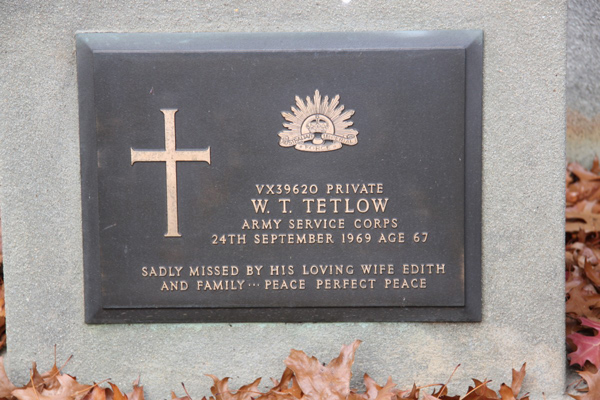 VX39620 PRIVATE
W. T. TETLOW
ARMY SERVICE CORPS
24TH SEPTEMBER 1969 AGE 67
SADLY MISSED BY HIS LOVING WIFE EDITH
AND FAMILY··· PEACE PERFECT PEACE